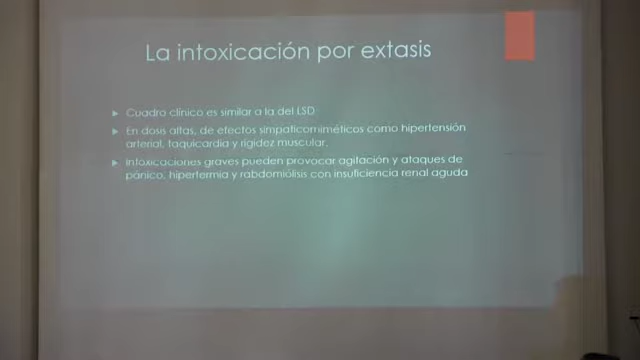 La intoxicación por extasis
Cuadro clínico es similar a la del LSD
En dosis altas, de efectos simpaticomiméticos como hipertensión
arterial, taquicardia y rigidez muscular.
Intoxicaciones graves pueden provocar agitación y ataques de
pánico, hipertermia y rabdomiólisis con insuficiencia renal aguda